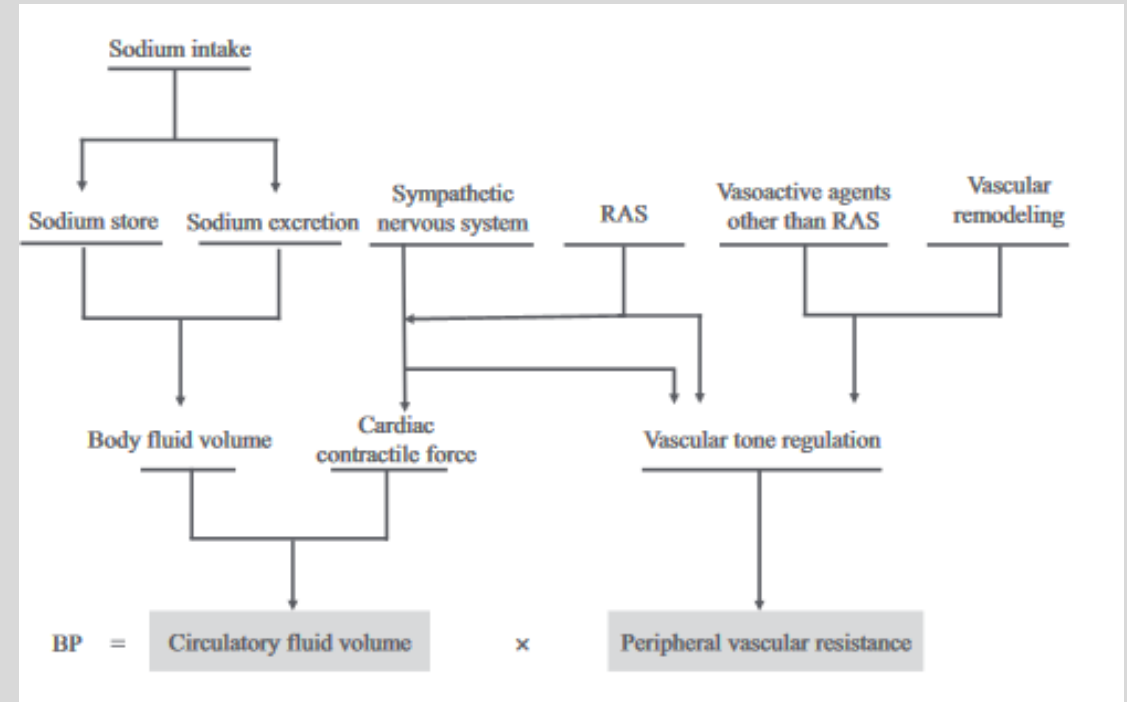 Sodium intake
Sodium store
Sodium excretion
Sympathetic
nervous system
RAS
Vasoactive agents
other than RAS
Vascular
remodeling
Body fluid volume
Cardiac
contractile force
Vascular tone regulation
BP = Circulatory fluid volume × Peripheral vascular resistance